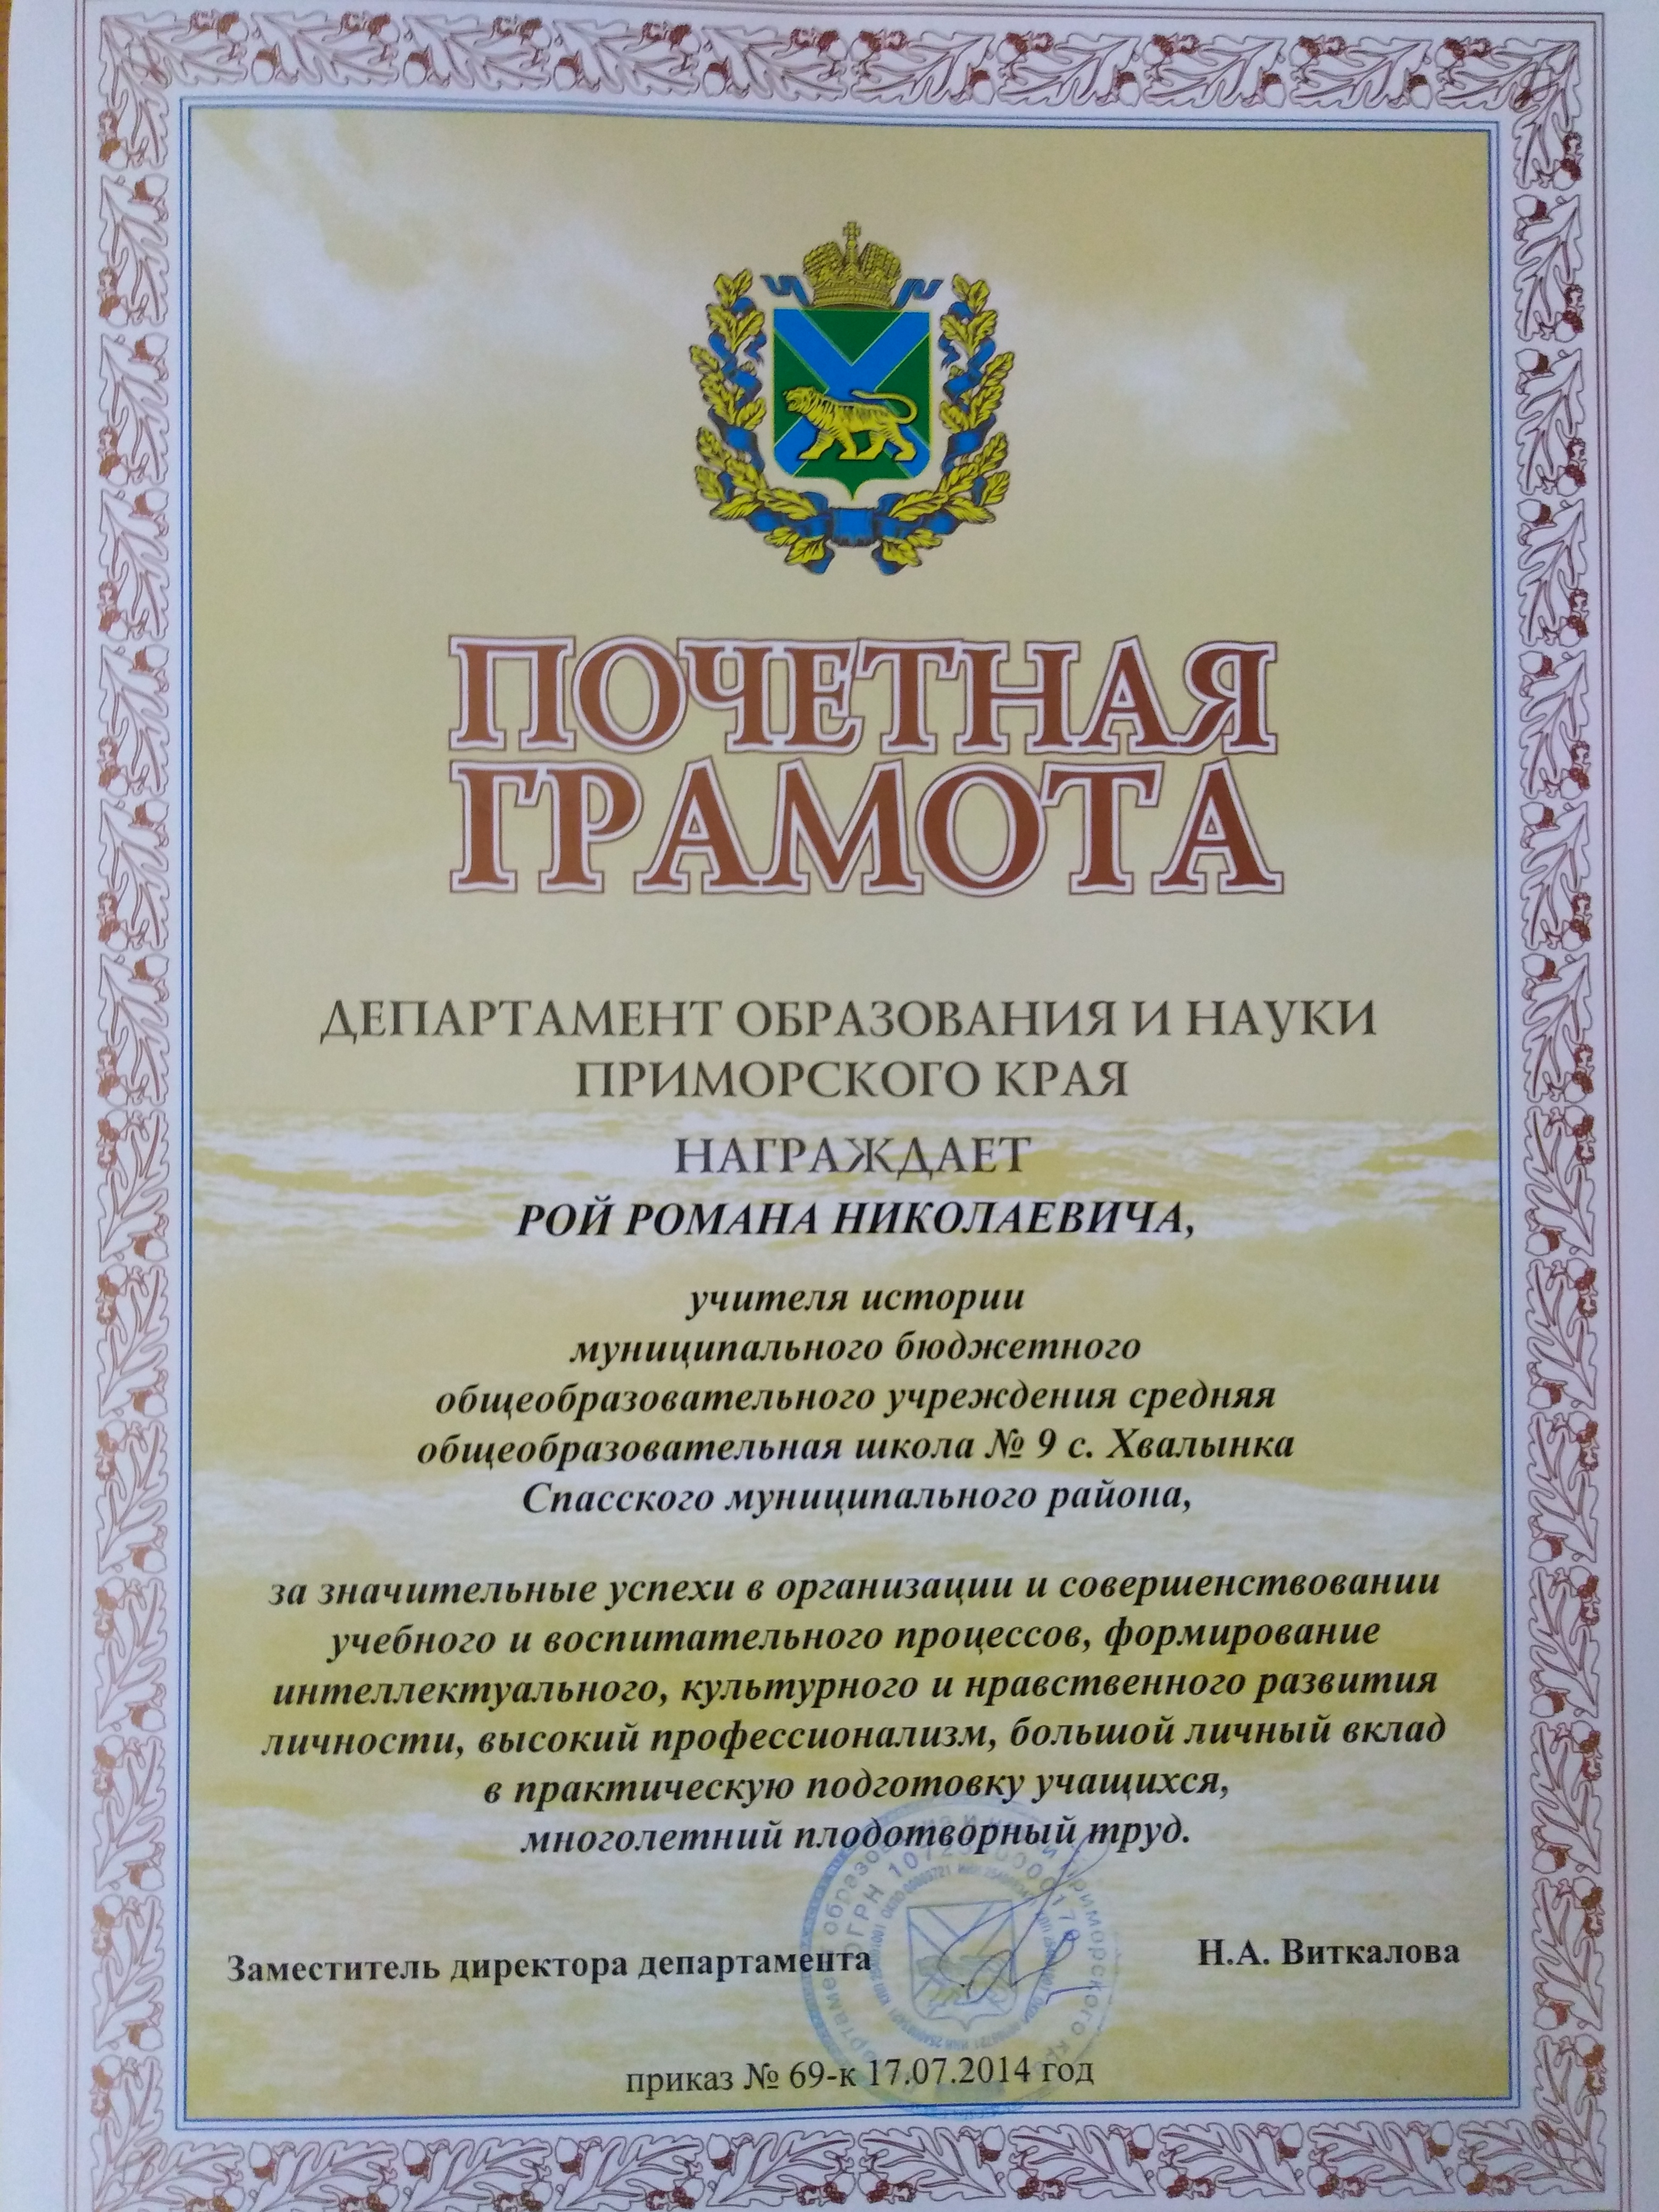 ПОЧЕТНАЯ
ГРАМОТА
ДЕПАРТАМЕНТ ОБРАЗОВАНИЯ И НАУКИ
ПРИМОРСКОГО КРАЯ
НАГРАЖДАЕТ
РОЙ РОМАНА НИКОЛАЕВИЧА,
учителя истории
муниципального бюджетного
общеобразовательного учреждения средняя
общеобразовательная школа № 9 с. Хвалынка
Спасского муниципального района,
за значительные успехи в организации и совершенствовании
учебного и воспитательного процессов, формирование
интеллектуального, культурного и нравственного развития
личности, высокий профессионализм, большой личный вклад
в практическую подготовку учащихся,
многолетний плодотворный труд.
Заместитель директора департамента Н.А. Виткалова
приказ № 69-к 17.07.2014 год